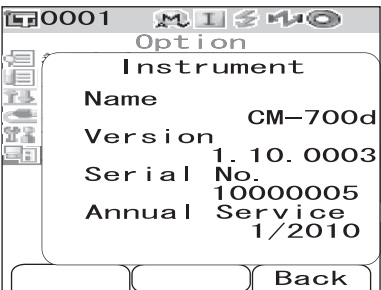 0001 M I
Option
Instrument
Name
CM-700d
Version
1.10.0003
Serial No.
10000005
Annual Service
1/2010
Back